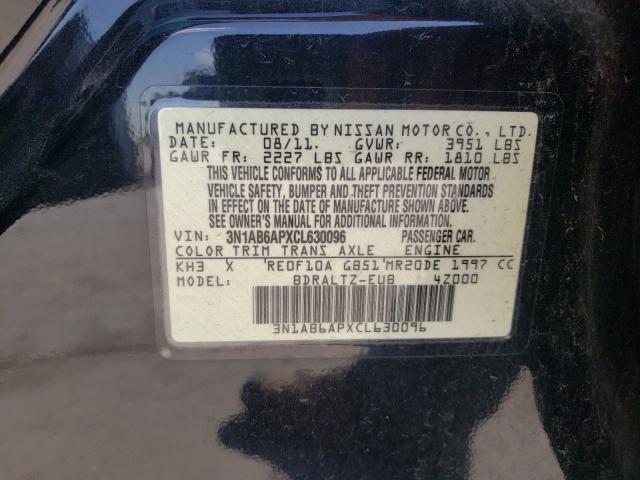 MANUFACTURED BY NISSAN MOTOR CO., LTD.
DATE: 08/11. GVWR: 3951 LBS
GAWR FR: 2227 LBS GAWR RR: 1810 LBS
THIS VEHICLE CONFORMS TO ALL APPLICABLE FEDERAL MOTOR
VEHICLE SAFETY, BUMPER AND THEFT PREVENTION STANDARDS
IN EFFECT ON THE DATE OF MANUFACTURE SHOWN ABOVE.
SEE OWNER'S MANUAL FOR ADDITIONAL INFORMATION.
VIN: 3N1AB6APXCL630096 PASSENGER CAR.
COLOR TRIM TRANS AXLE ENGINE
KH3 X RE0F10A GB51 MR20DE 1997 CC
MODEL: BDRALTZ-EUB 4Z000
3N1AB6APXCL630096